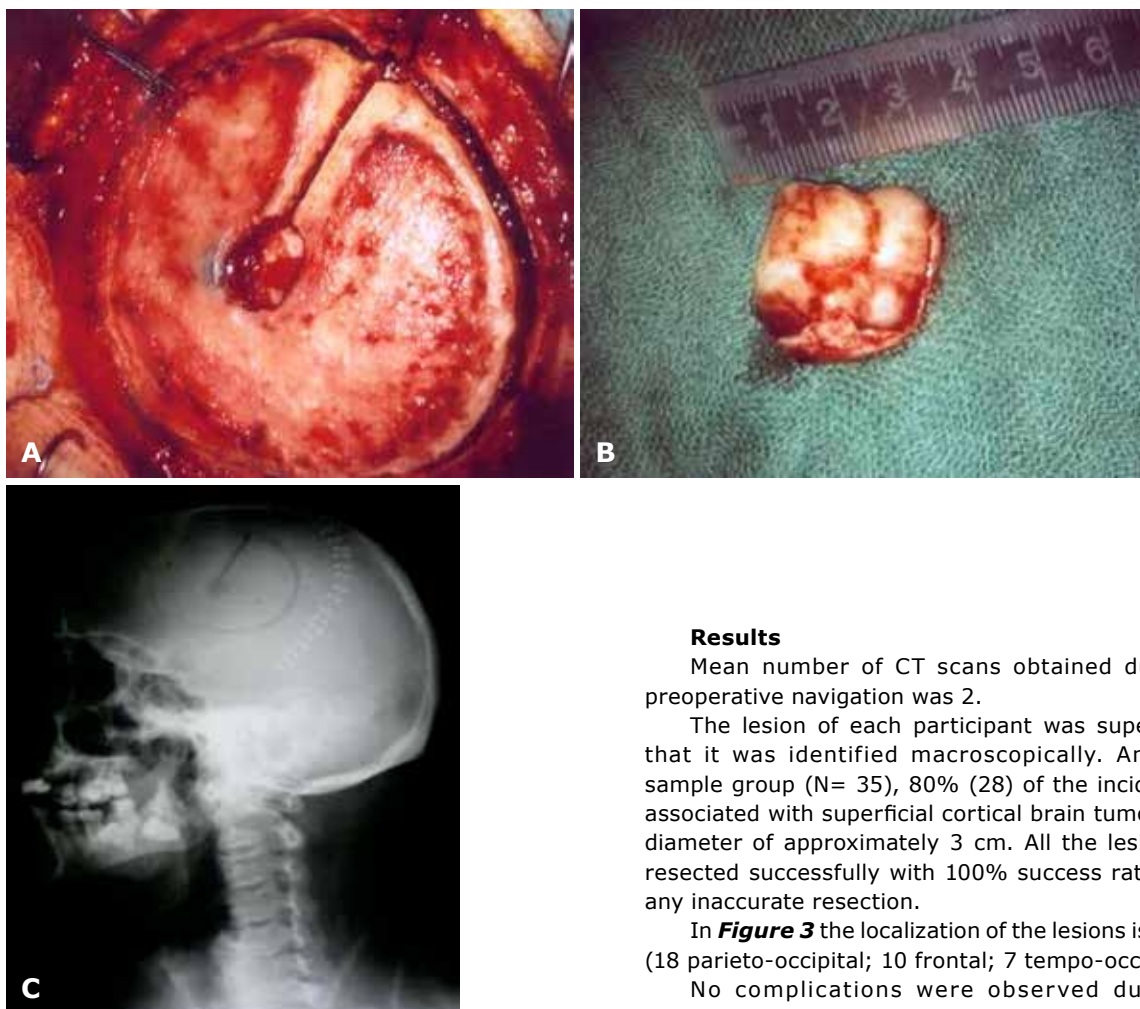 1 2 3 4 5 6
A
B
C
Results
Mean number of CT scans obtained du
preoperative navigation was 2.
The lesion of each participant was supe
that it was identified macroscopically. An
sample group (N= 35), 80% (28) of the incid
associated with superficial cortical brain tume
diameter of approximately 3 cm. All the lesi
resected successfully with 100% success rat
any inaccurate resection.
In Figure 3 the localization of the lesions is
(18 parieto-occipital; 10 frontal; 7 tempo-occ
No complications were observed du